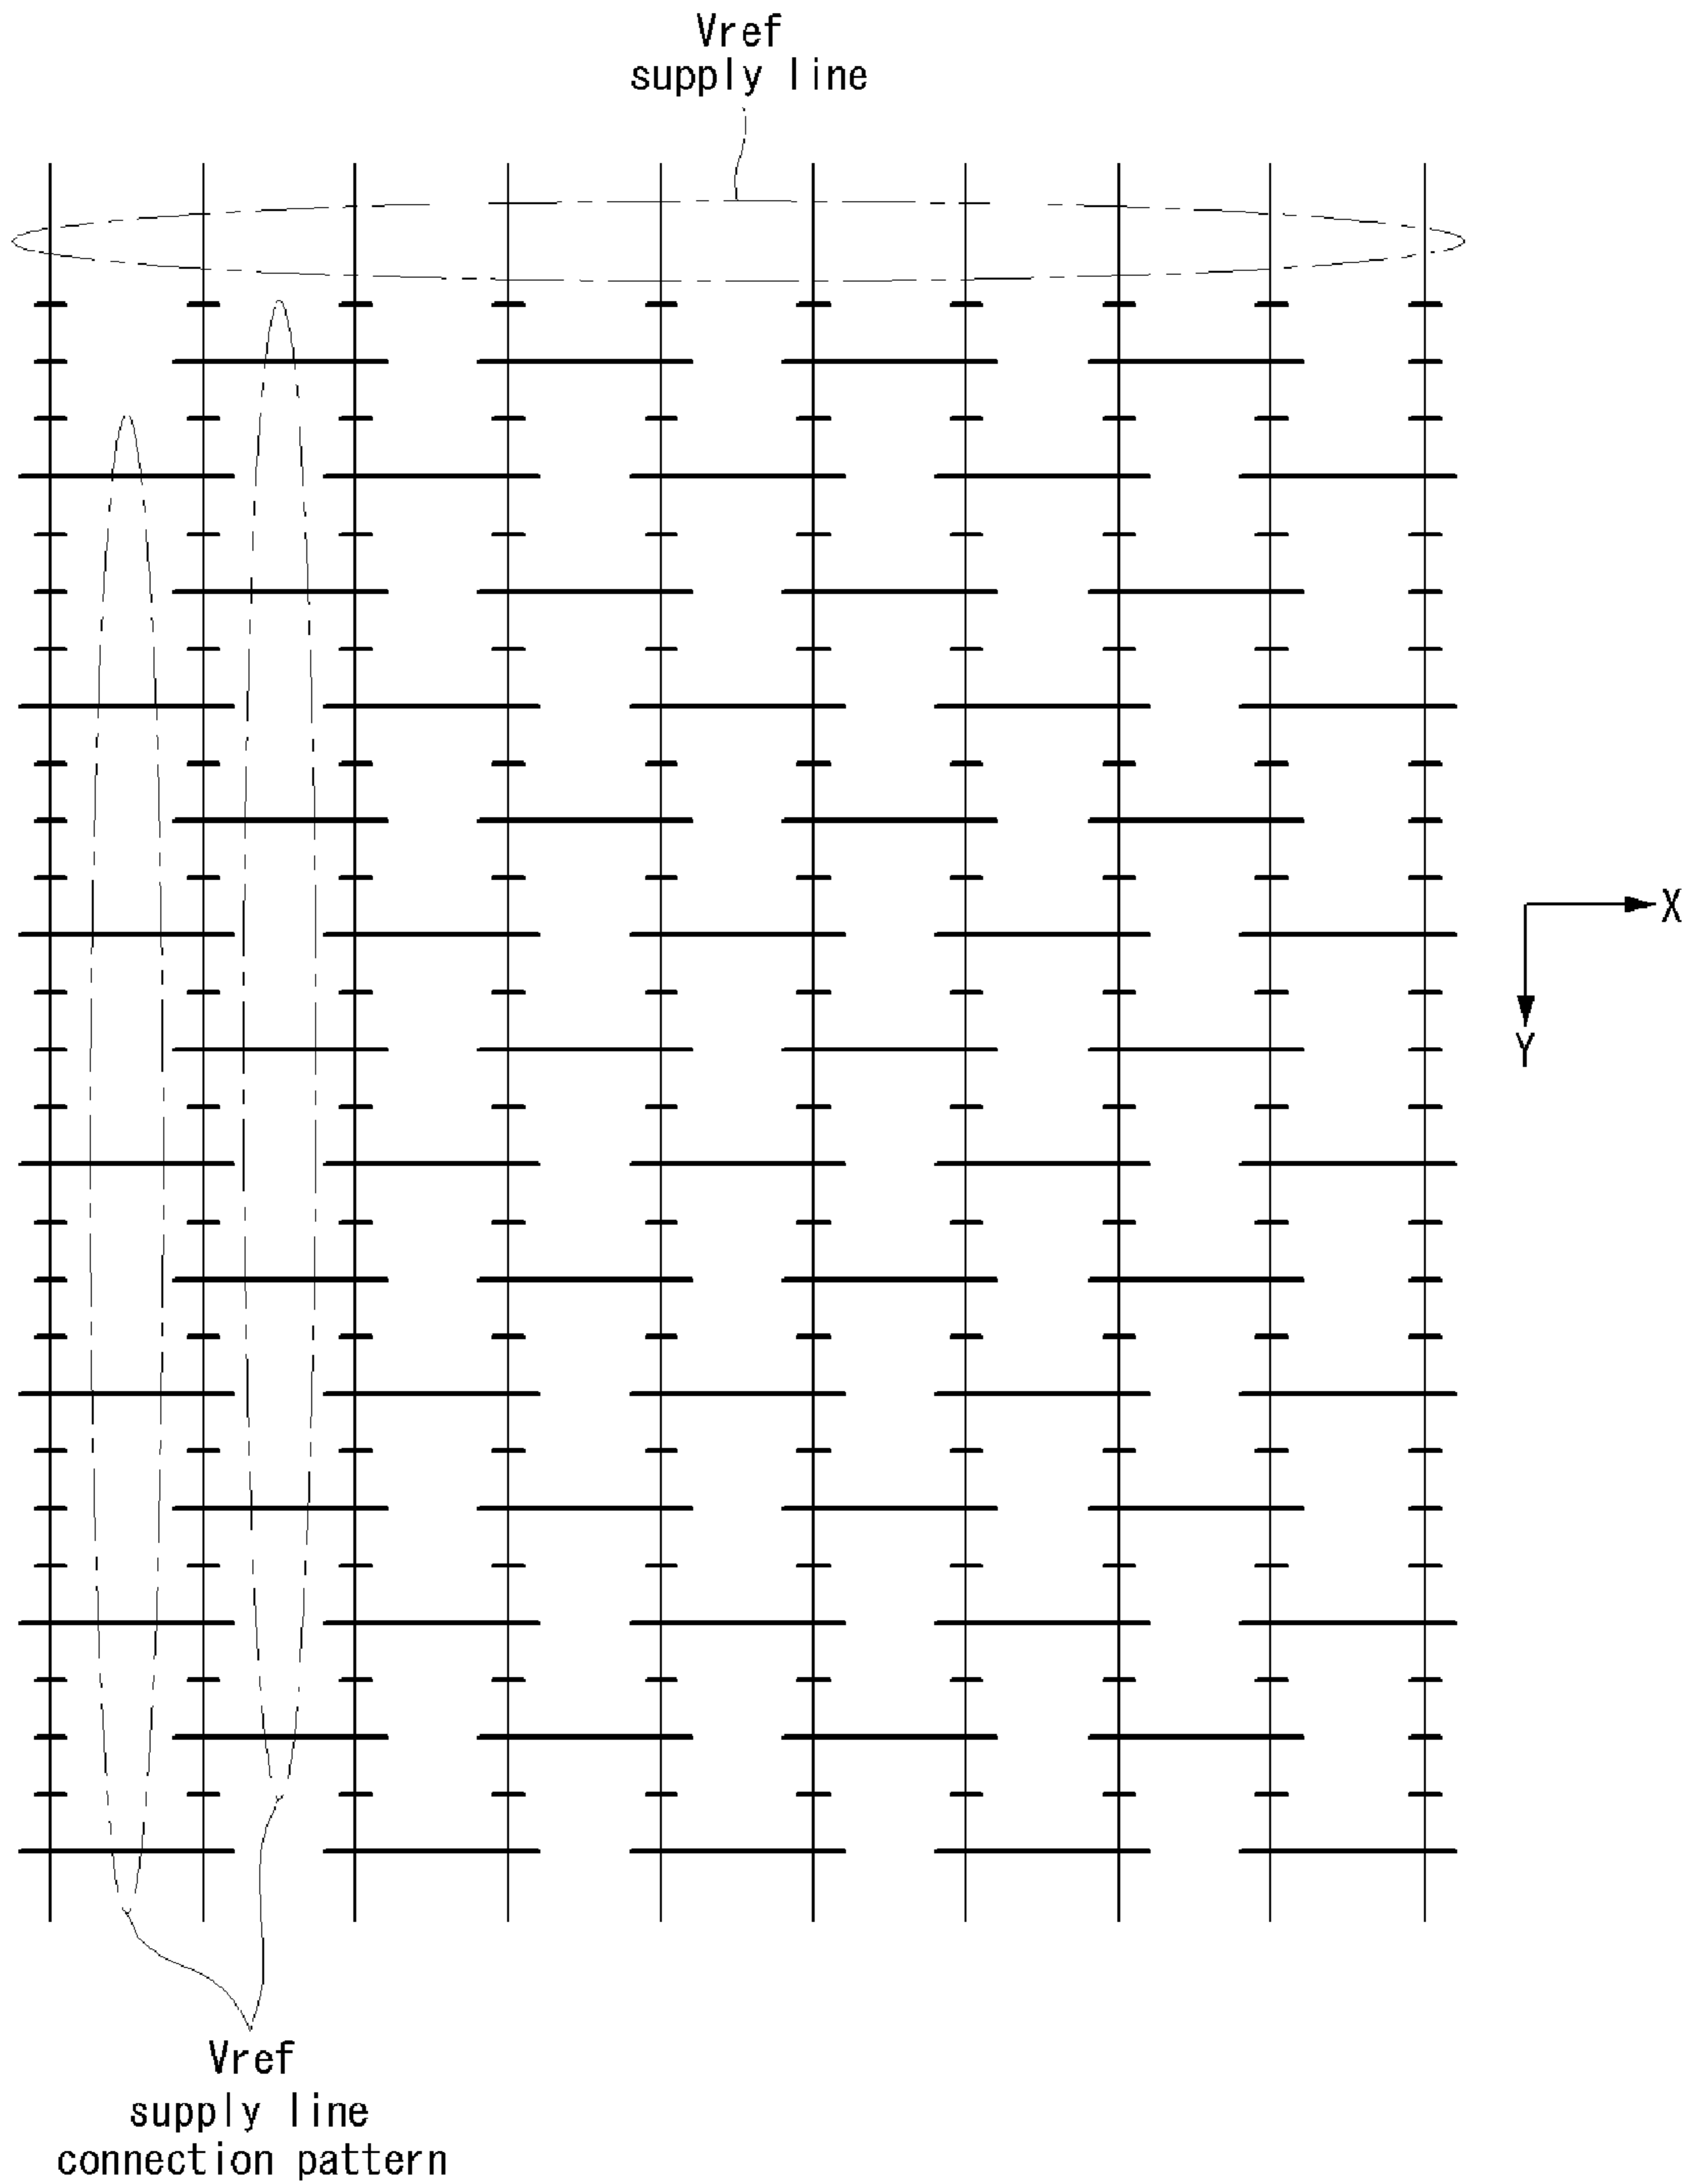 Vref
supply line
X
Y
Vref
supply line
connection pattern